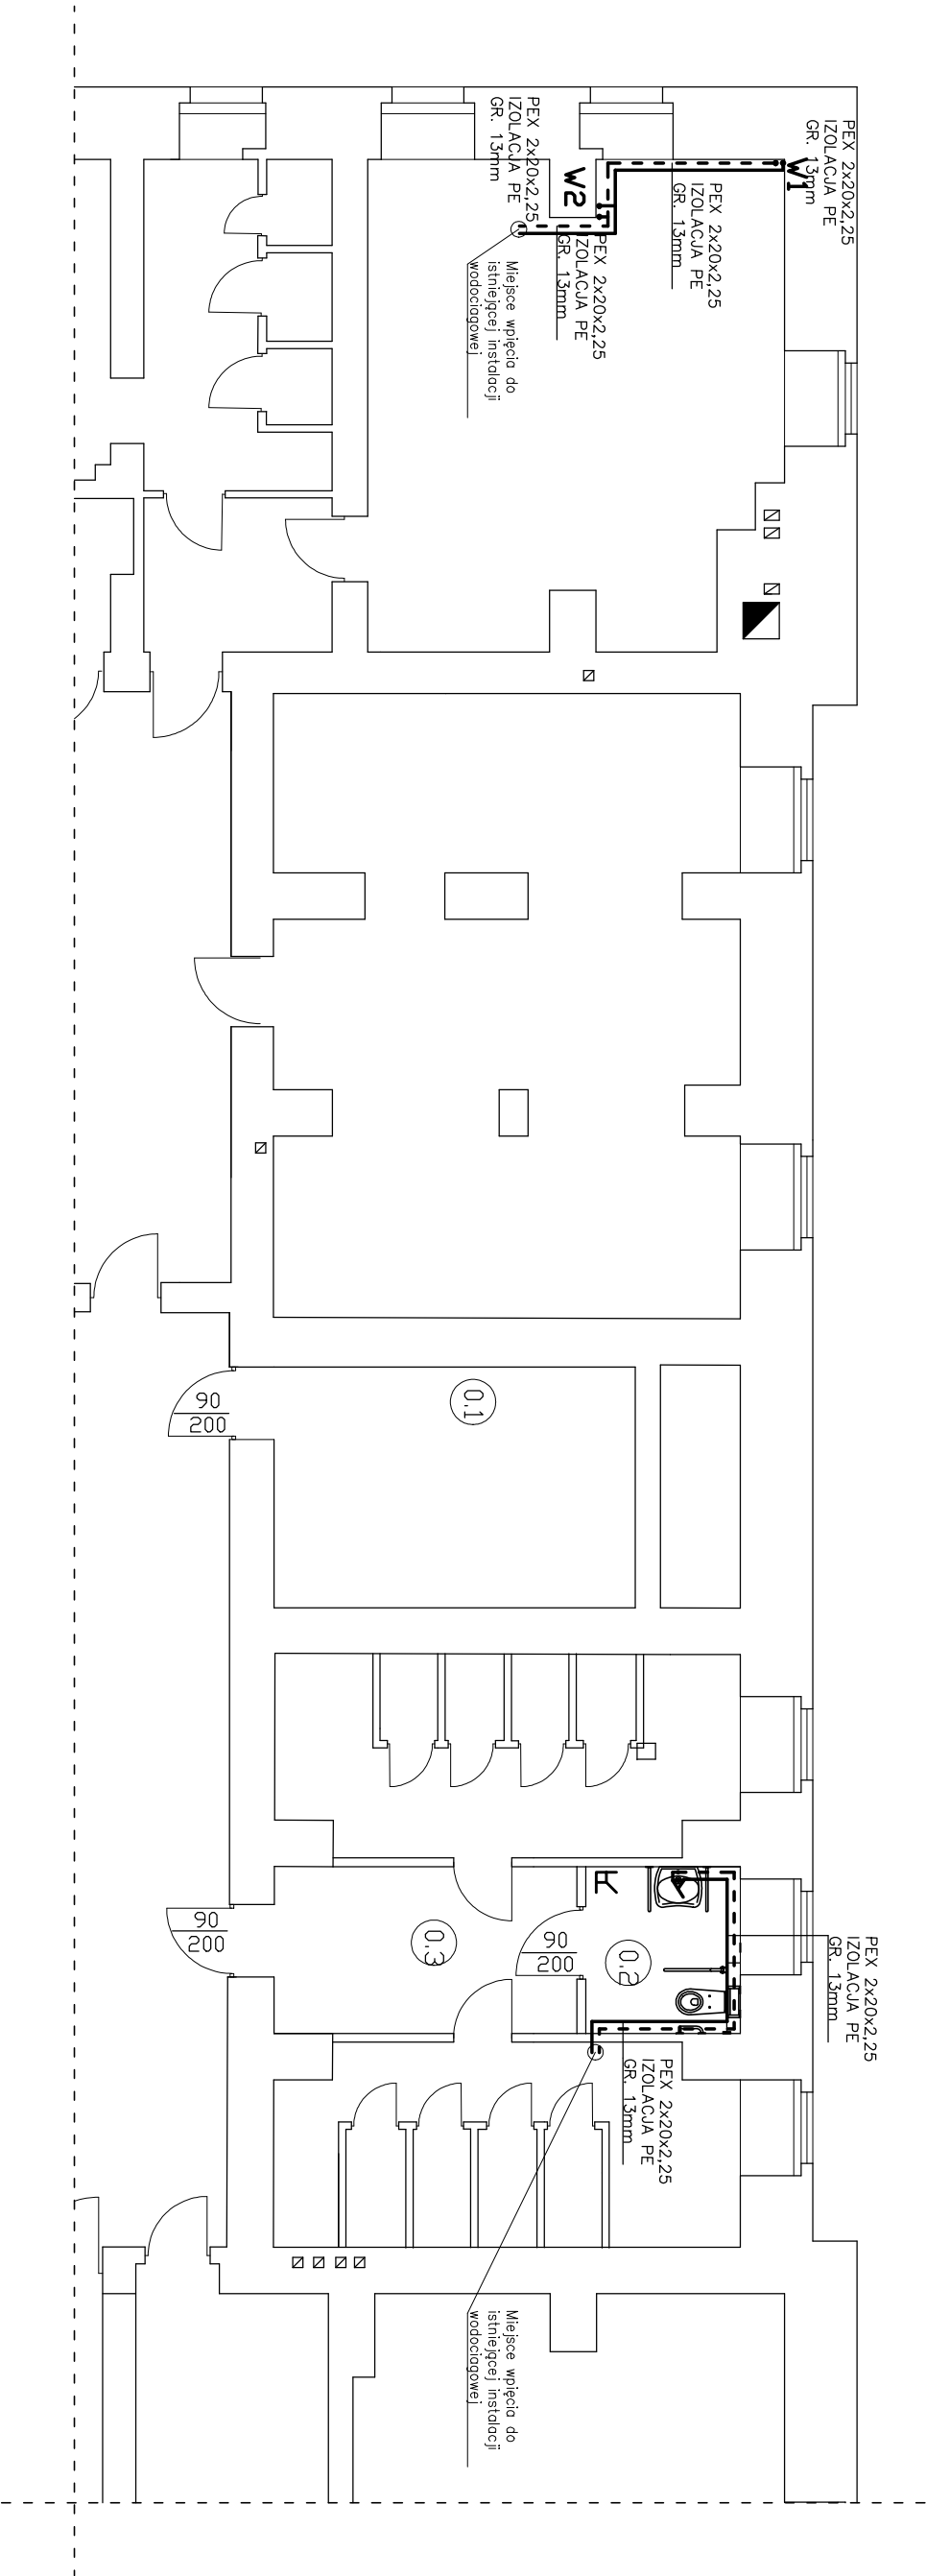 PEX 2x20x2,25
IZOLACJA PE
GR. 13mm
W1
PEX 2x20x2,25
IZOLACJA PE
GR. 13mm
PEX 2x20x2,25
IZOLACJA PE
GR. 13mm
W2
PEX 2x20x2,25
IZOLACJA PE
GR. 13mm
Miejsce wpięcia do
istniejącej instalacji
wodociągowej
0.1
90
200
90
200
0.3
90
200
0.2
PEX 2x20x2,25
IZOLACJA PE
GR. 13mm
PEX 2x20x2,25
IZOLACJA PE
GR. 13mm
Miejsce wpięcia do
istniejącej instalacji
wodociągowej